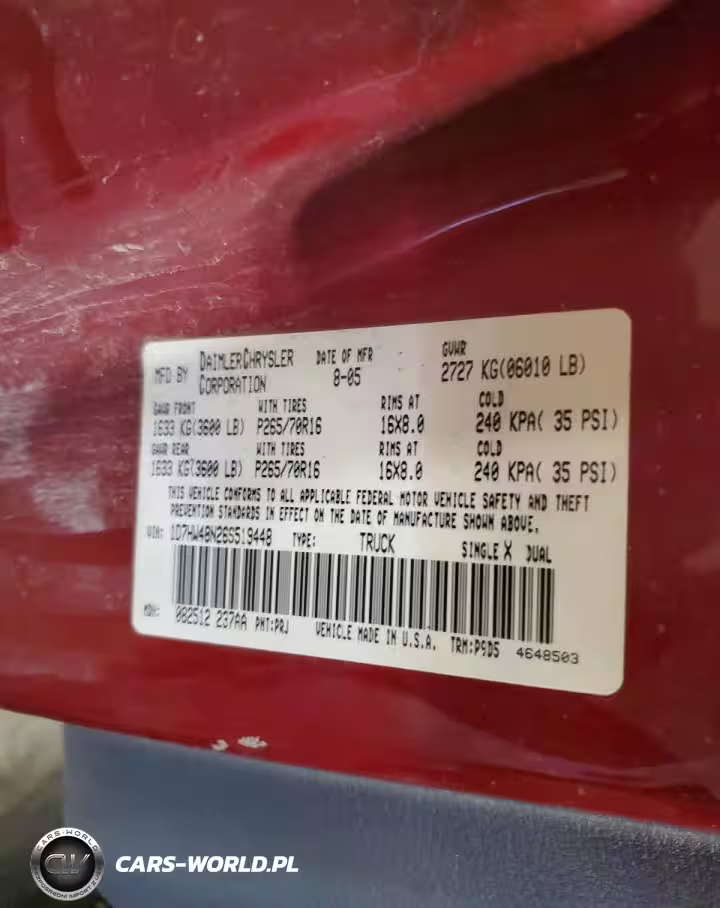 MFD BY DAIMLERCHRYSLER CORPORATION DATE OF MFR 8-05 GVWR 2727 KG(06010 LB)
GAWR FRONT WITH TIRES RIMS AT COLD
1633 KG(3600 LB) P265/70R16 16X8.0 240 KPA( 35 PSI)
GAWR REAR WITH TIRES RIMS AT COLD
1633 KG(3600 LB) P265/70R16 16X8.0 240 KPA( 35 PSI)
THIS VEHICLE CONFORMS TO ALL APPLICABLE FEDERAL MOTOR VEHICLE SAFETY AND THEFT
PREVENTION STANDARDS IN EFFECT ON THE DATE OF MANUFACTURE SHOWN ABOVE.
VIN: 1D7HW48N26S519448 TYPE: TRUCK SINGLE X DUAL
MDH: 082512 237AA PNT:PRJ VEHICLE MADE IN U.S.A. TRM:P9D5 4648503
CARS-WORLD
CW
CARS-WORLD.PL